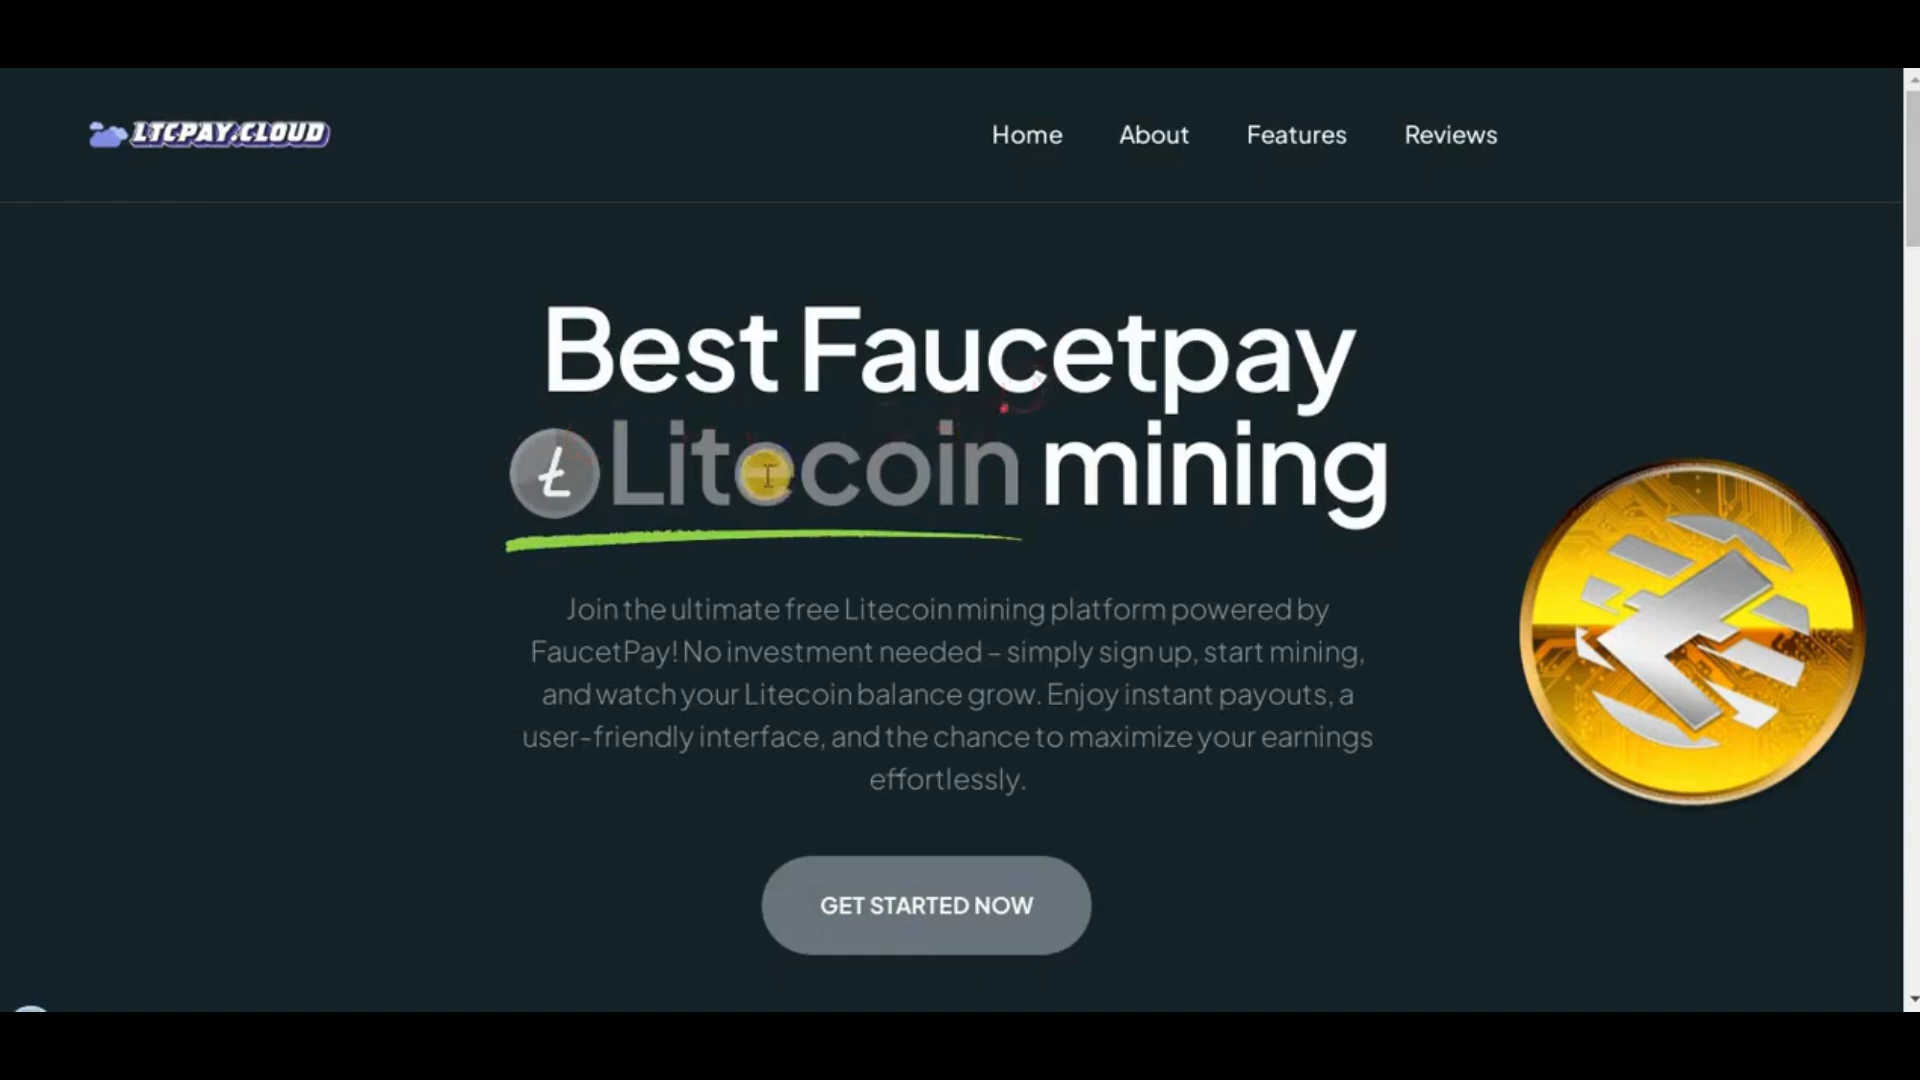 LTCPAY.CLOUD
Home About Features Reviews
Best Faucetpay
Litecoin mining
Join the ultimate free Litecoin mining platform powered by
FaucetPay! No investment needed – simply sign up, start mining,
and watch your Litecoin balance grow. Enjoy instant payouts, a
user-friendly interface, and the chance to maximize your earnings
effortlessly.
GET STARTED NOW